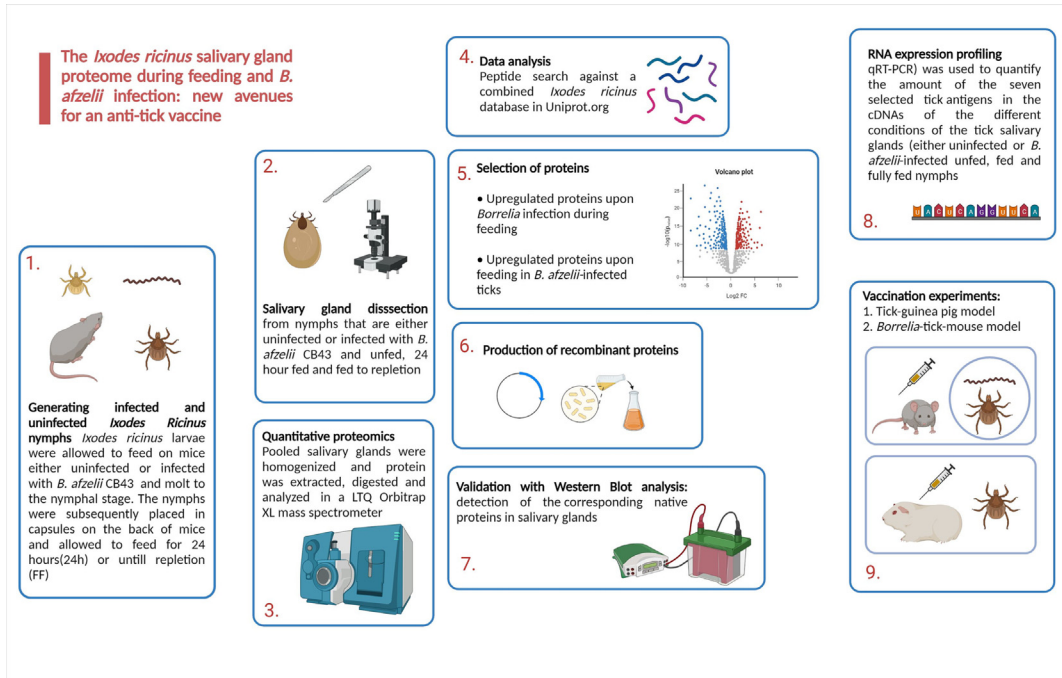 The Ixodes ricinus salivary gland
proteome during feeding and B.
afzelii infection: new avenues
for an anti-tick vaccine
1.
Generating infected and
uninfected Ixodes Ricinus
nymphs Ixodes ricinus larvae
were allowed to feed on mice
either uninfected or infected
with B. afzelii CB43 and molt to
the nymphal stage. The nymphs
were subsequently placed in
capsules on the back of mice
and allowed to feed for 24
hours(24h) or untill repletion
(FF)
2.
Salivary gland disssection
from nymphs that are either
uninfected or infected with B.
afzelii CB43 and unfed, 24
hour fed and fed to repletion
Quantitative proteomics
Pooled salivary glands were
homogenized and protein
was extracted, digested and
analyzed in a LTQ Orbitrap
XL mass spectrometer
3.
4.
Data analysis
Peptide search against a
combined Ixodes ricinus
database in Uniprot.org
5.
Selection of proteins
• Upregulated proteins upon
Borrelia infection during
feeding
• Upregulated proteins upon
feeding in B. afzelii-infected
ticks
Volcano plot
25
20
15
10
5
0
-10 -5 0 5 10
Log2 FC
6.
Production of recombinant proteins
Validation with Western Blot analysis:
detection of the corresponding native
proteins in salivary glands
7.
RNA expression profiling
qRT-PCR) was used to quantify
the amount of the seven
selected tick antigens in the
cDNAs of the different
conditions of the tick salivary
glands (either uninfected or B.
afzelii-infected unfed, fed and
fully fed nymphs
U A C U C A G G U U C A
8.
Vaccination experiments:
1. Tick-guinea pig model
2. Borrelia-tick-mouse model
9.